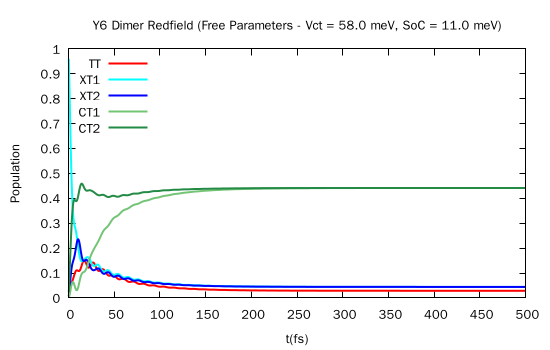 Y6 Dimer Redfield (Free Parameters - Vct = 58.0 meV, SoC = 11.0 meV)
1
0.9
0.8
0.7
0.6
0.5
0.4
0.3
0.2
0.1
0
Population
TT
XT1
XT2
CT1
CT2
0 50 100 150 200 250 300 350 400 450 500
t(fs)